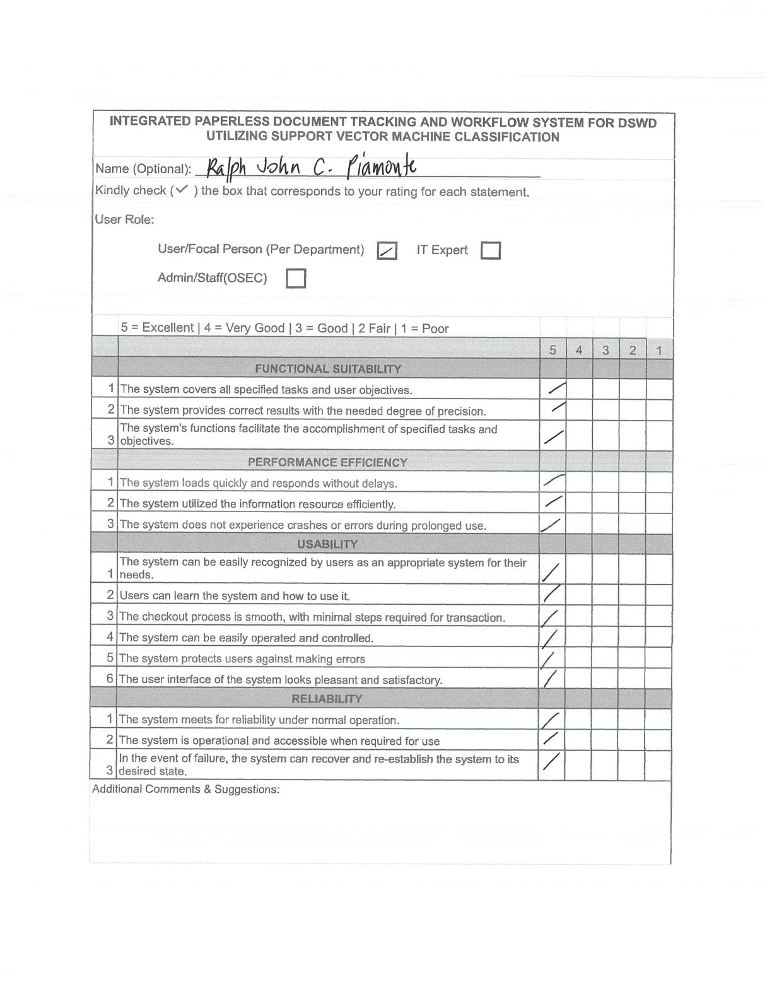 INTEGRATED PAPERLESS DOCUMENT TRACKING AND WORKFLOW SYSTEM FOR DSWD
UTILIZING SUPPORT VECTOR MACHINE CLASSIFICATION
Name (Optional): Ralph John C. Piamonte
Kindly check (✓ ) the box that corresponds to your rating for each statement.
User Role:
User/Focal Person (Per Department) IT Expert
Admin/Staff(OSEC)
5 = Excellent | 4 = Very Good | 3 = Good | 2 Fair | 1 = Poor
5 4 3 2 1
FUNCTIONAL SUITABILITY
1 The system covers all specified tasks and user objectives.
2 The system provides correct results with the needed degree of precision.
The system's functions facilitate the accomplishment of specified tasks and
3 objectives.
PERFORMANCE EFFICIENCY
1 The system loads quickly and responds without delays.
2 The system utilized the information resource efficiently.
3 The system does not experience crashes or errors during prolonged use.
USABILITY
The system can be easily recognized by users as an appropriate system for their
1 needs.
2 Users can learn the system and how to use it.
3 The checkout process is smooth, with minimal steps required for transaction.
4 The system can be easily operated and controlled.
5 The system protects users against making errors
6 The user interface of the system looks pleasant and satisfactory.
RELIABILITY
1 The system meets for reliability under normal operation.
2 The system is operational and accessible when required for use
In the event of failure, the system can recover and re-establish the system to its
3 desired state.
Additional Comments & Suggestions: